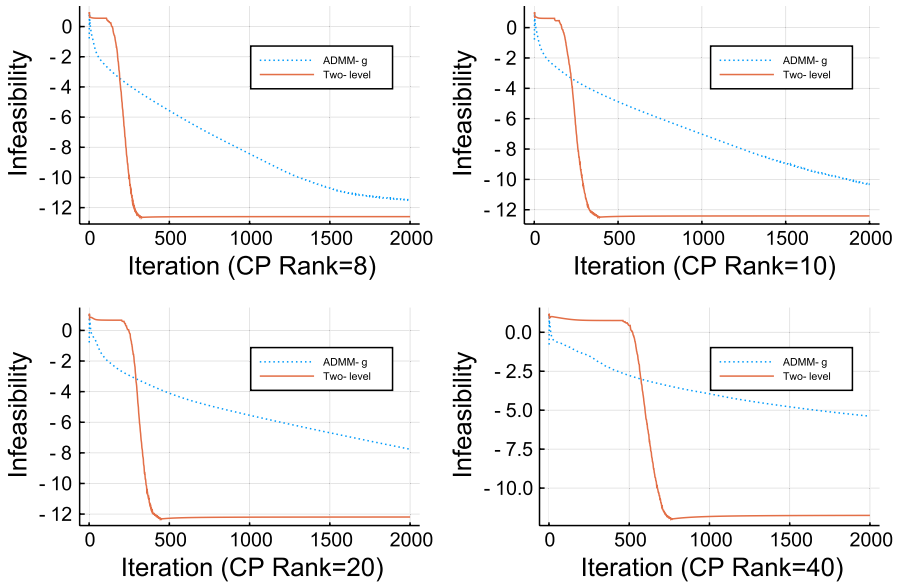 Infeasibility
0
- 2
- 4
- 6
- 8
- 10
- 12
ADMM- g
Two- level
0 500 1000 1500 2000
Iteration (CP Rank=8)
Infeasibility
0
- 2
- 4
- 6
- 8
- 10
- 12
ADMM- g
Two- level
0 500 1000 1500 2000
Iteration (CP Rank=10)
Infeasibility
0
- 2
- 4
- 6
- 8
- 10
- 12
ADMM- g
Two- level
0 500 1000 1500 2000
Iteration (CP Rank=20)
Infeasibility
0.0
- 2.5
- 5.0
- 7.5
- 10.0
ADMM- g
Two- level
0 500 1000 1500 2000
Iteration (CP Rank=40)